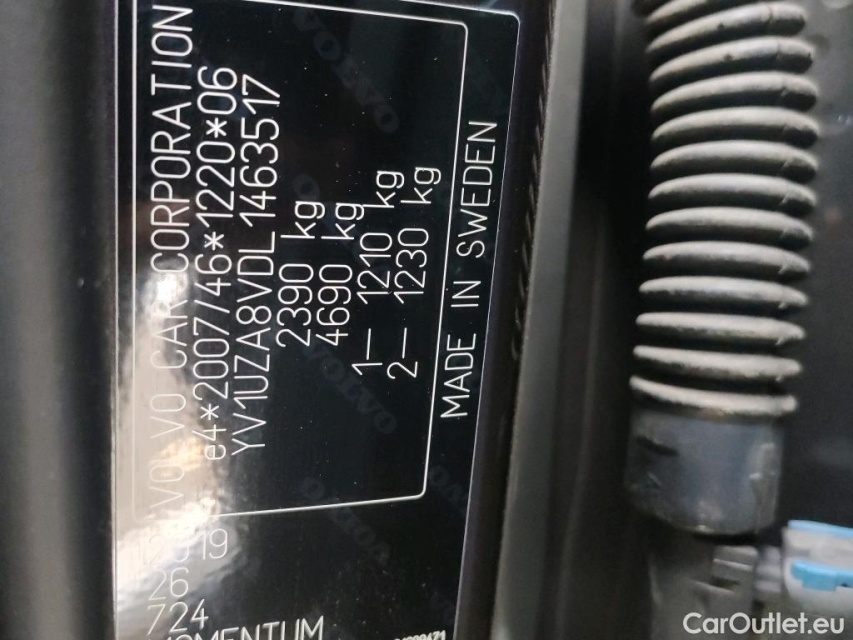 VOLVO CAR CORPORATION
e4*2007/46*1220*06
YV1UZA8VDL1463517
2390 kg
4690 kg
1— 1210 kg
2— 1230 kg
MADE IN SWEDEN
26
724
MOMENTUM
CarOutlet.eu